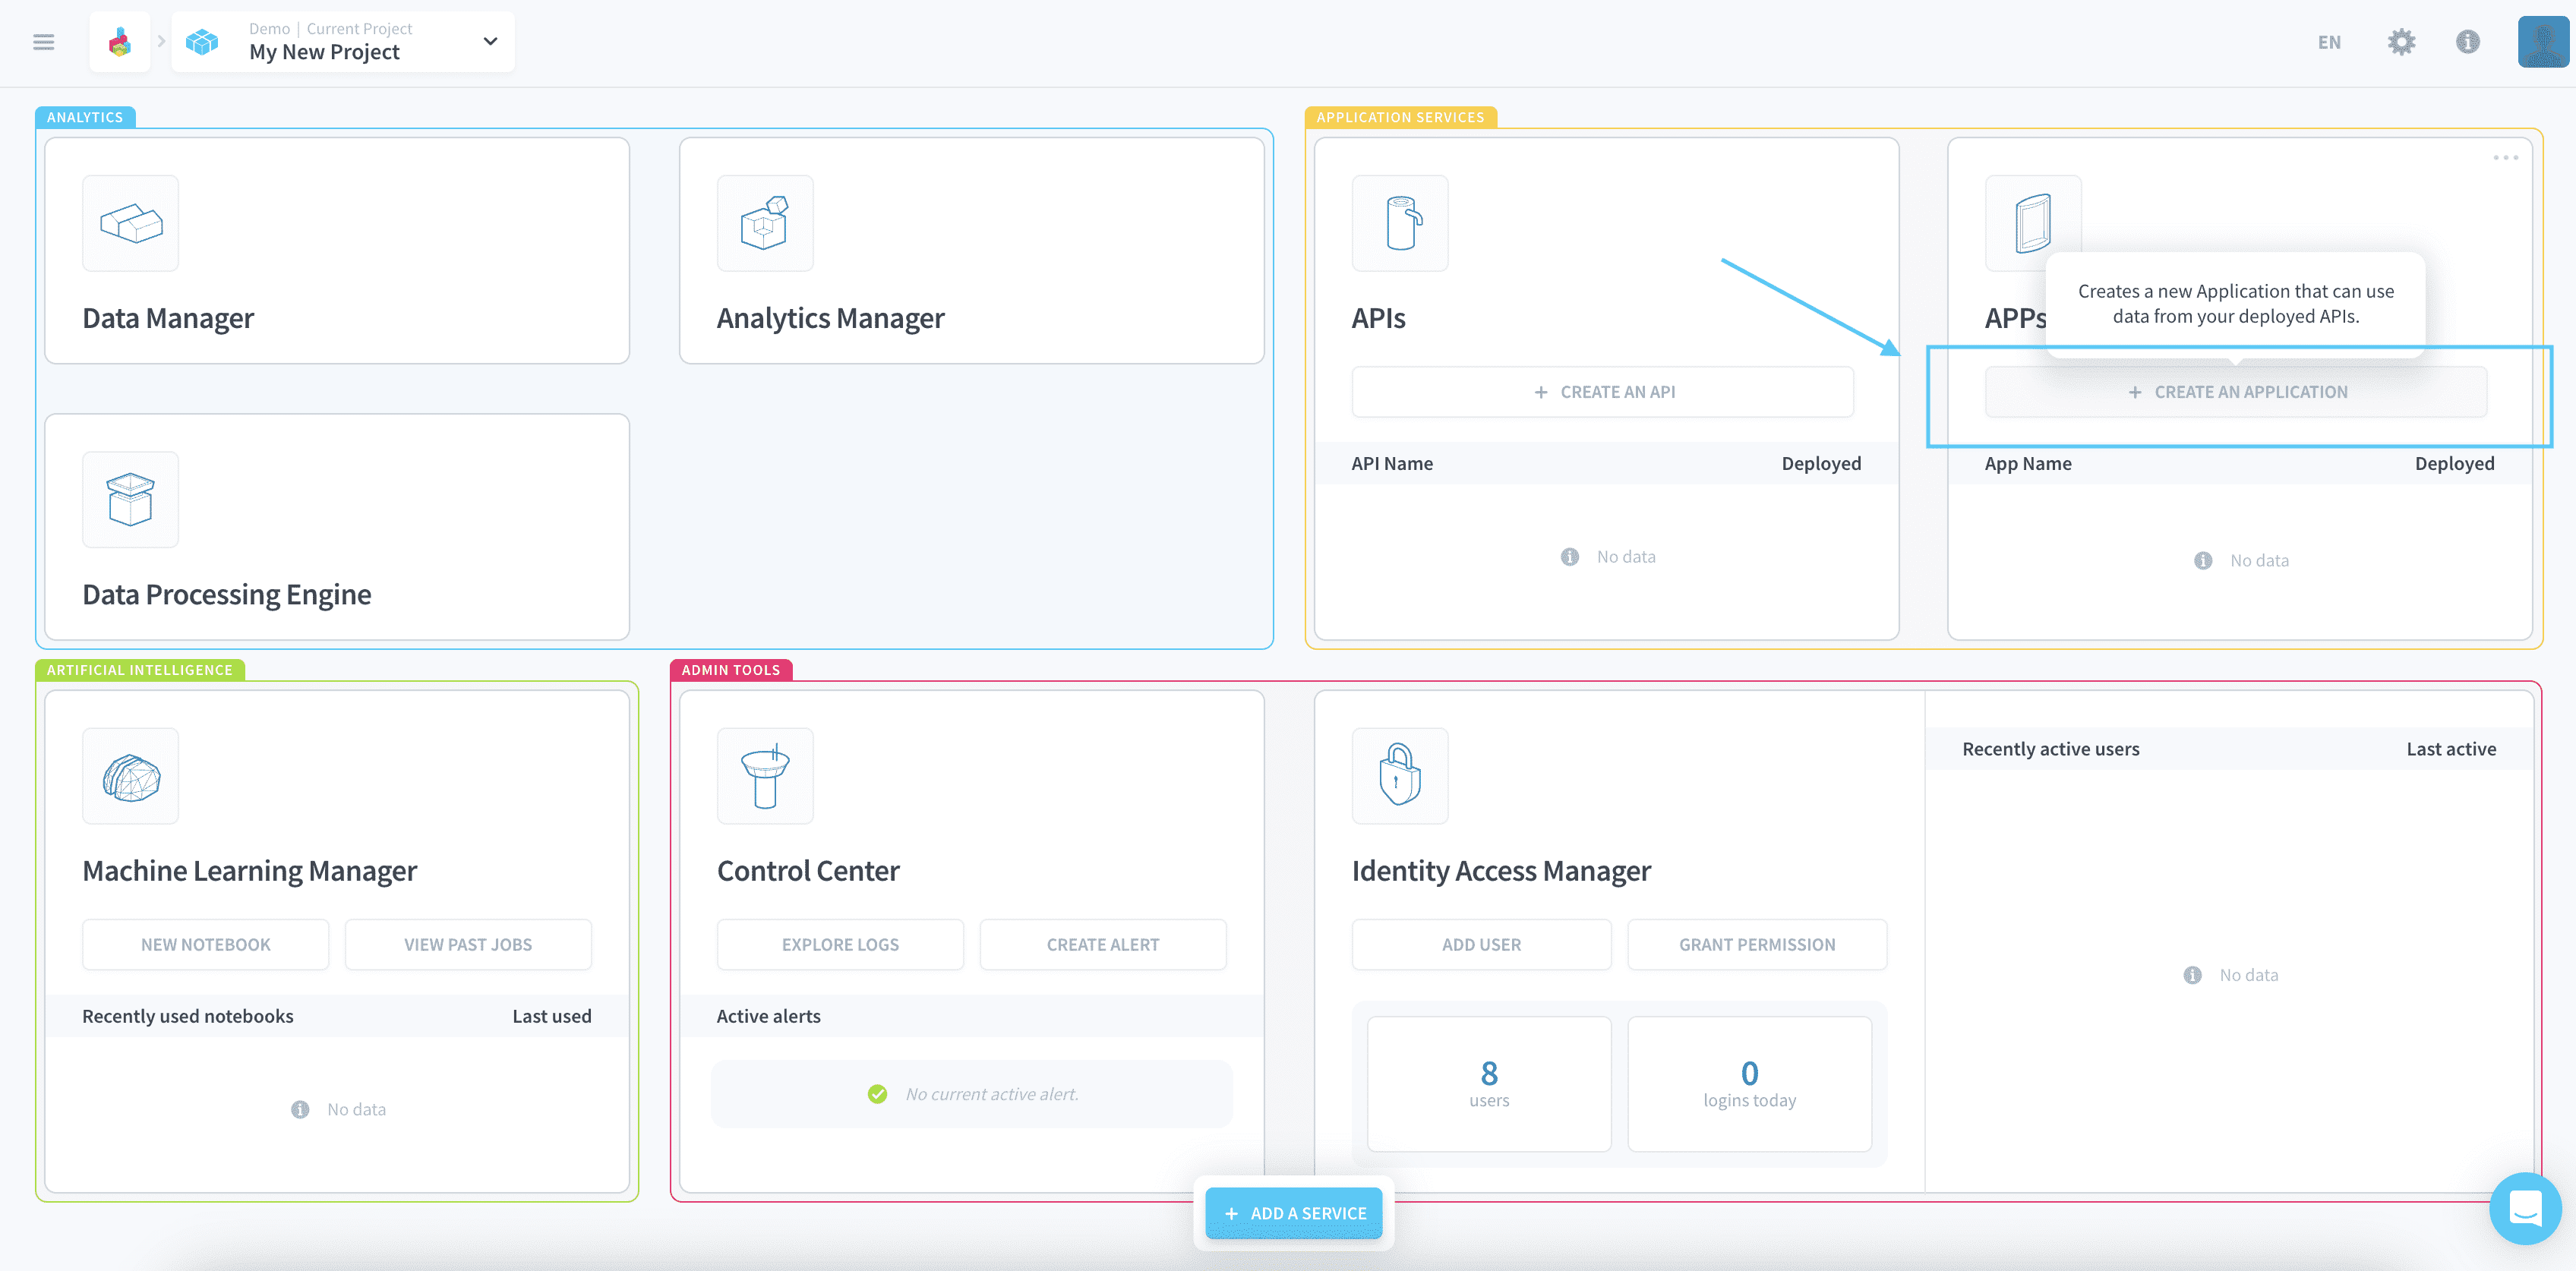 Demo | Current Project
My New Project
EN
ANALYTICS
Data Manager
Analytics Manager
Data Processing Engine
APPLICATION SERVICES
APIs
+ CREATE AN API
API Name Deployed
No data
APPs
Creates a new Application that can use
data from your deployed APIs.
+ CREATE AN APPLICATION
App Name Deployed
No data
ARTIFICIAL INTELLIGENCE
Machine Learning Manager
NEW NOTEBOOK VIEW PAST JOBS
Recently used notebooks Last used
No data
ADMIN TOOLS
Control Center
EXPLORE LOGS CREATE ALERT
Active alerts
No current active alert.
Identity Access Manager
ADD USER GRANT PERMISSION
8
users
0
logins today
Recently active users Last active
No data
+ ADD A SERVICE